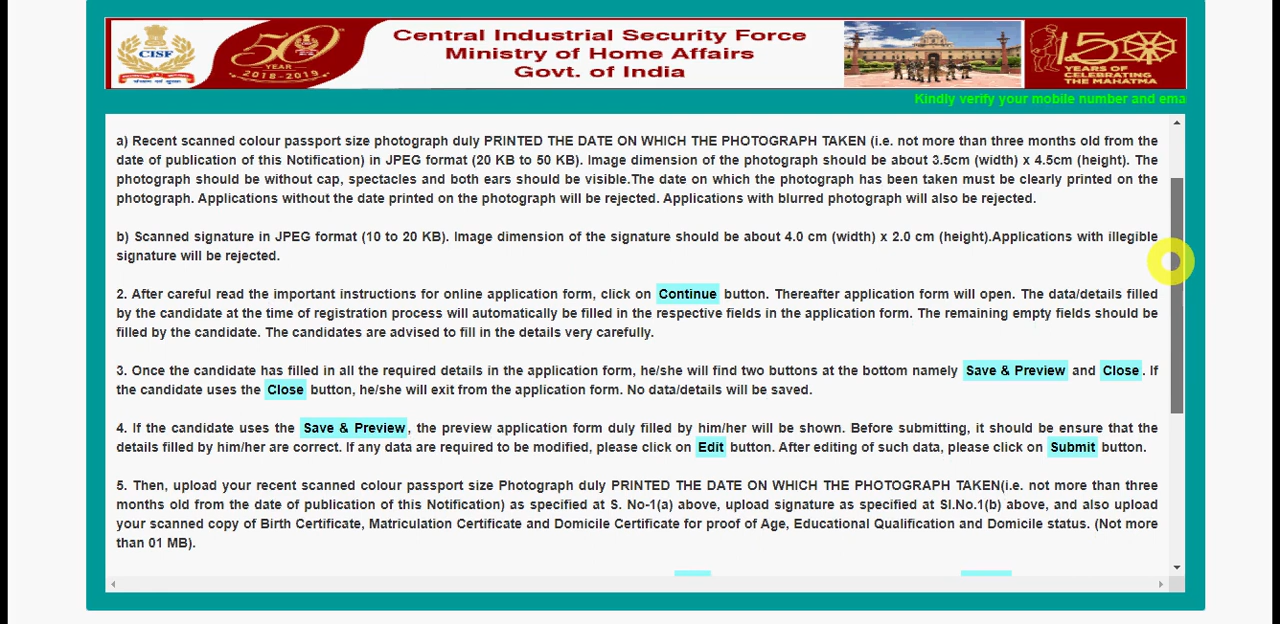 CISF
50
YEAR
2018-2019
Central Industrial Security Force
Ministry of Home Affairs
Govt. of India
150
YEARS OF
CELEBRATING
THE MAHATMA
Kindly verify your mobile number and ema
a) Recent scanned colour passport size photograph duly PRINTED THE DATE ON WHICH THE PHOTOGRAPH TAKEN (i.e. not more than three months old from the
date of publication of this Notification) in JPEG format (20 KB to 50 KB). Image dimension of the photograph should be about 3.5cm (width) x 4.5cm (height). The
photograph should be without cap, spectacles and both ears should be visible.The date on which the photograph has been taken must be clearly printed on the
photograph. Applications without the date printed on the photograph will be rejected. Applications with blurred photograph will also be rejected.
b) Scanned signature in JPEG format (10 to 20 KB). Image dimension of the signature should be about 4.0 cm (width) x 2.0 cm (height).Applications with illegible
signature will be rejected.
2. After careful read the important instructions for online application form, click on Continue button. Thereafter application form will open. The data/details filled
by the candidate at the time of registration process will automatically be filled in the respective fields in the application form. The remaining empty fields should be
filled by the candidate. The candidates are advised to fill in the details very carefully.
3. Once the candidate has filled in all the required details in the application form, he/she will find two buttons at the bottom namely Save & Preview and Close. If
the candidate uses the Close button, he/she will exit from the application form. No data/details will be saved.
4. If the candidate uses the Save & Preview, the preview application form duly filled by him/her will be shown. Before submitting, it should be ensure that the
details filled by him/her are correct. If any data are required to be modified, please click on Edit button. After editing of such data, please click on Submit button.
5. Then, upload your recent scanned colour passport size Photograph duly PRINTED THE DATE ON WHICH THE PHOTOGRAPH TAKEN(i.e. not more than three
months old from the date of publication of this Notification) as specified at S. No-1(a) above, upload signature as specified at Sl.No.1(b) above, and also upload
your scanned copy of Birth Certificate, Matriculation Certificate and Domicile Certificate for proof of Age, Educational Qualification and Domicile status. (Not more
than 01 MB).